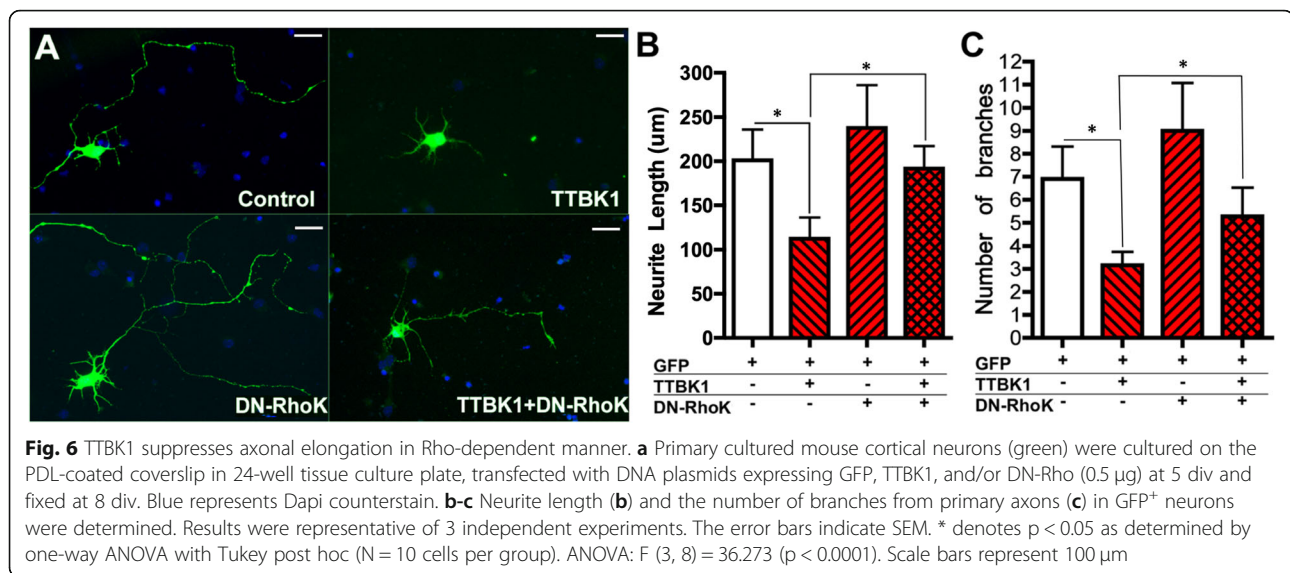 A
Control
TTBK1
DN-RhoK
TTBK1+DN-RhoK
B
*
*
Neurite Length (um)
300
250
200
150
100
50
0
GFP + + + +
TTBK1 - + - +
DN-RhoK - - + +
C
*
*
Number of branches
12
11
10
9
8
7
6
5
4
3
2
1
0
GFP + + + +
TTBK1 - + - +
DN-RhoK - - + +
Fig. 6 TTBK1 suppresses axonal elongation in Rho-dependent manner. a Primary cultured mouse cortical neurons (green) were cultured on the
PDL-coated coverslip in 24-well tissue culture plate, transfected with DNA plasmids expressing GFP, TTBK1, and/or DN-Rho (0.5 μg) at 5 div and
fixed at 8 div. Blue represents Dapi counterstain. b-c Neurite length (b) and the number of branches from primary axons (c) in GFP+ neurons
were determined. Results were representative of 3 independent experiments. The error bars indicate SEM. * denotes p < 0.05 as determined by
one-way ANOVA with Tukey post hoc (N = 10 cells per group). ANOVA: F (3, 8) = 36.273 (p < 0.0001). Scale bars represent 100 μm